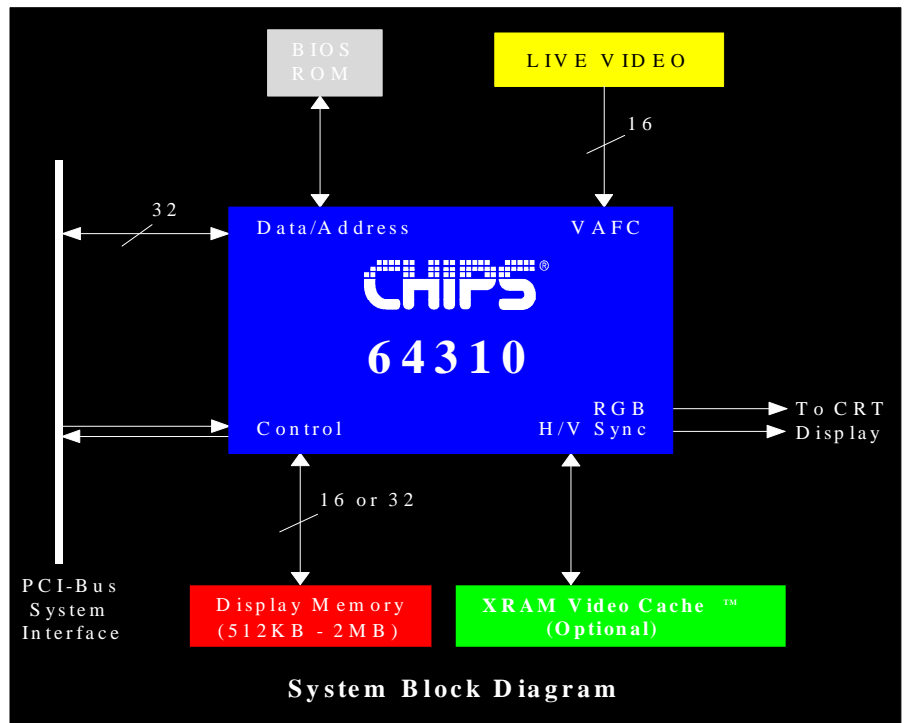 BIOS
ROM
LIVE VIDEO
16
32
Data/Address
VAFC
CHIPS®
64310
RGB
To CRT
Control
H/V Sync
Display
16 or 32
PCI-Bus
System
Interface
Display Memory
(512KB - 2MB)
XRAM Video Cache ™
(Optional)
System Block Diagram